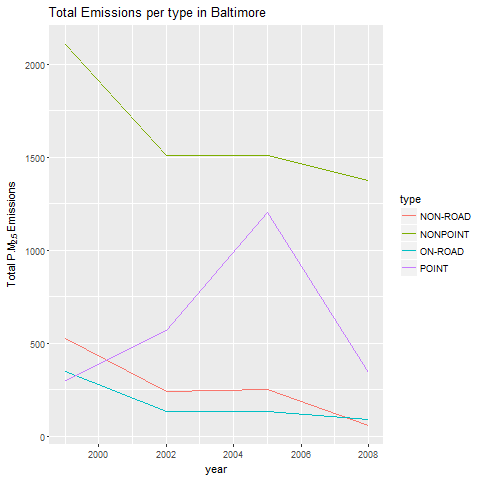 Total Emissions per type in Baltimore
Total P.M2.5 Emissions
2000
1500
1000
500
0
2000
2002
2004
2006
2008
year
type
NON-ROAD
NONPOINT
ON-ROAD
POINT